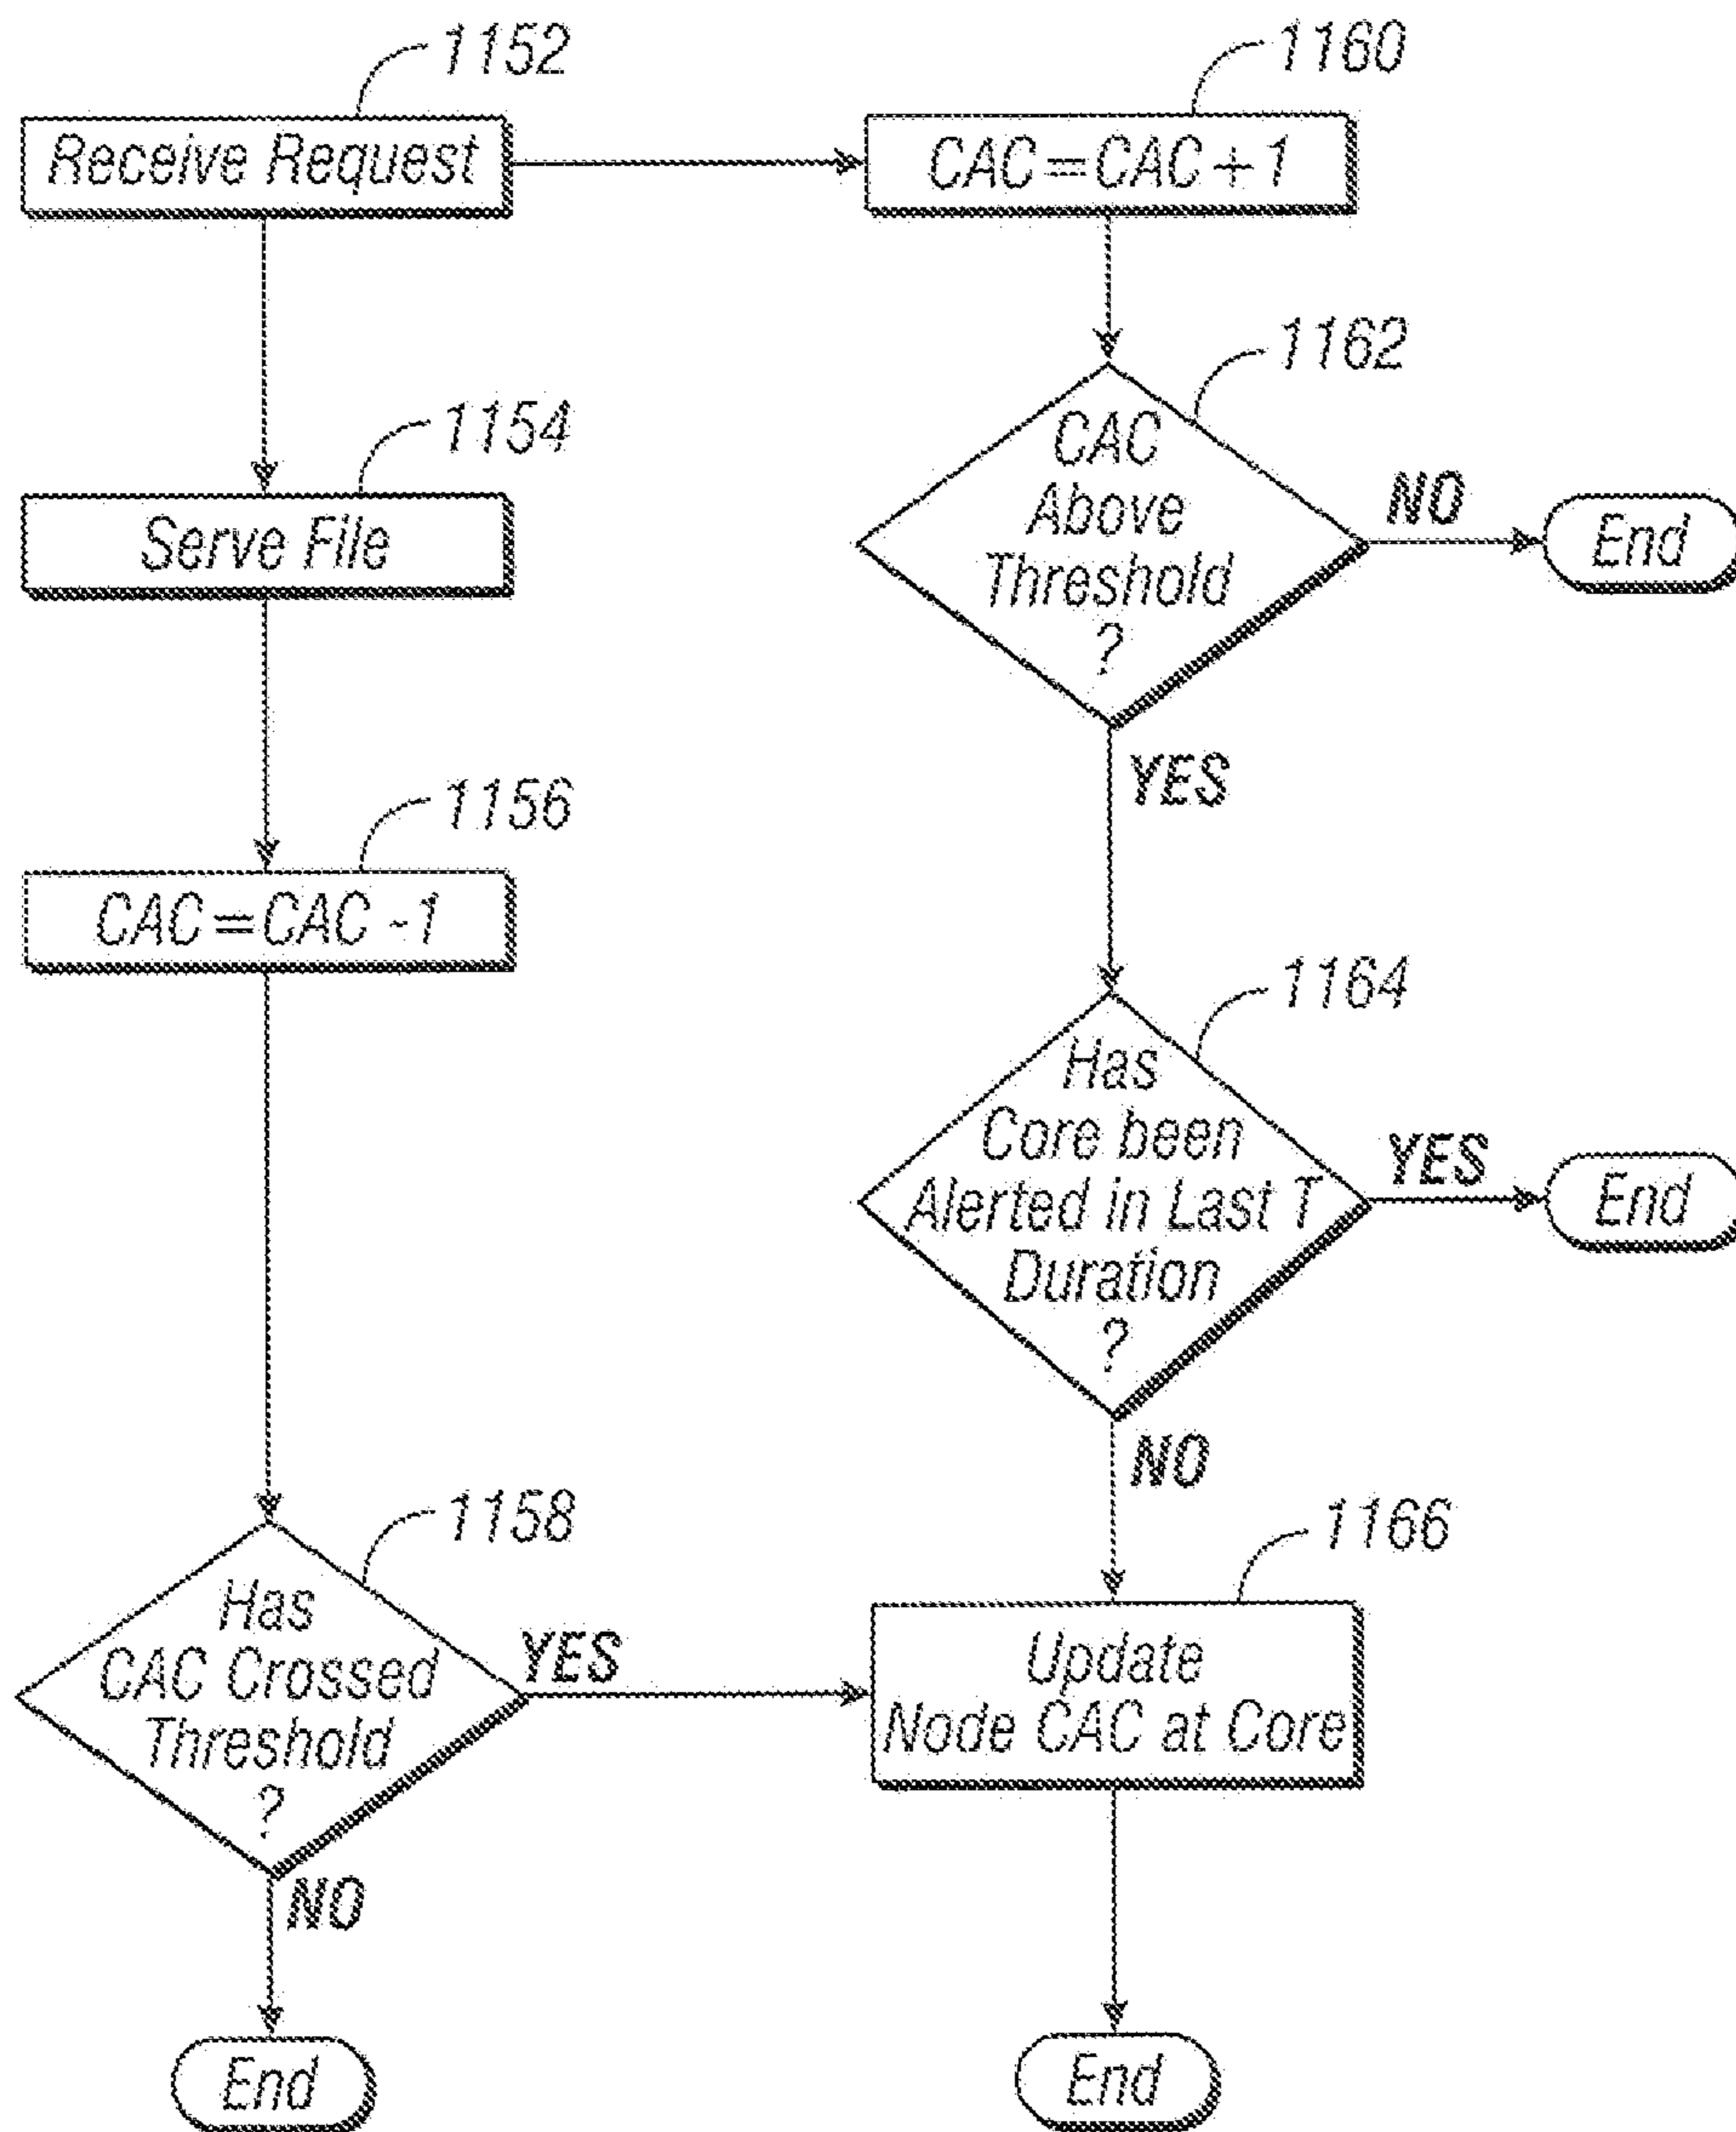 1152
Receive Request
1160
CAC=CAC+1
1162
CAC
Above
Threshold
?
NO
End
YES
1154
Serve File
1156
CAC=CAC -1
1164
Has
Core been
Alerted in Last T
Duration
?
YES
End
NO
1158
Has
CAC Crossed
Threshold
?
YES
NO
End
1166
Update
Node CAC at Core
End